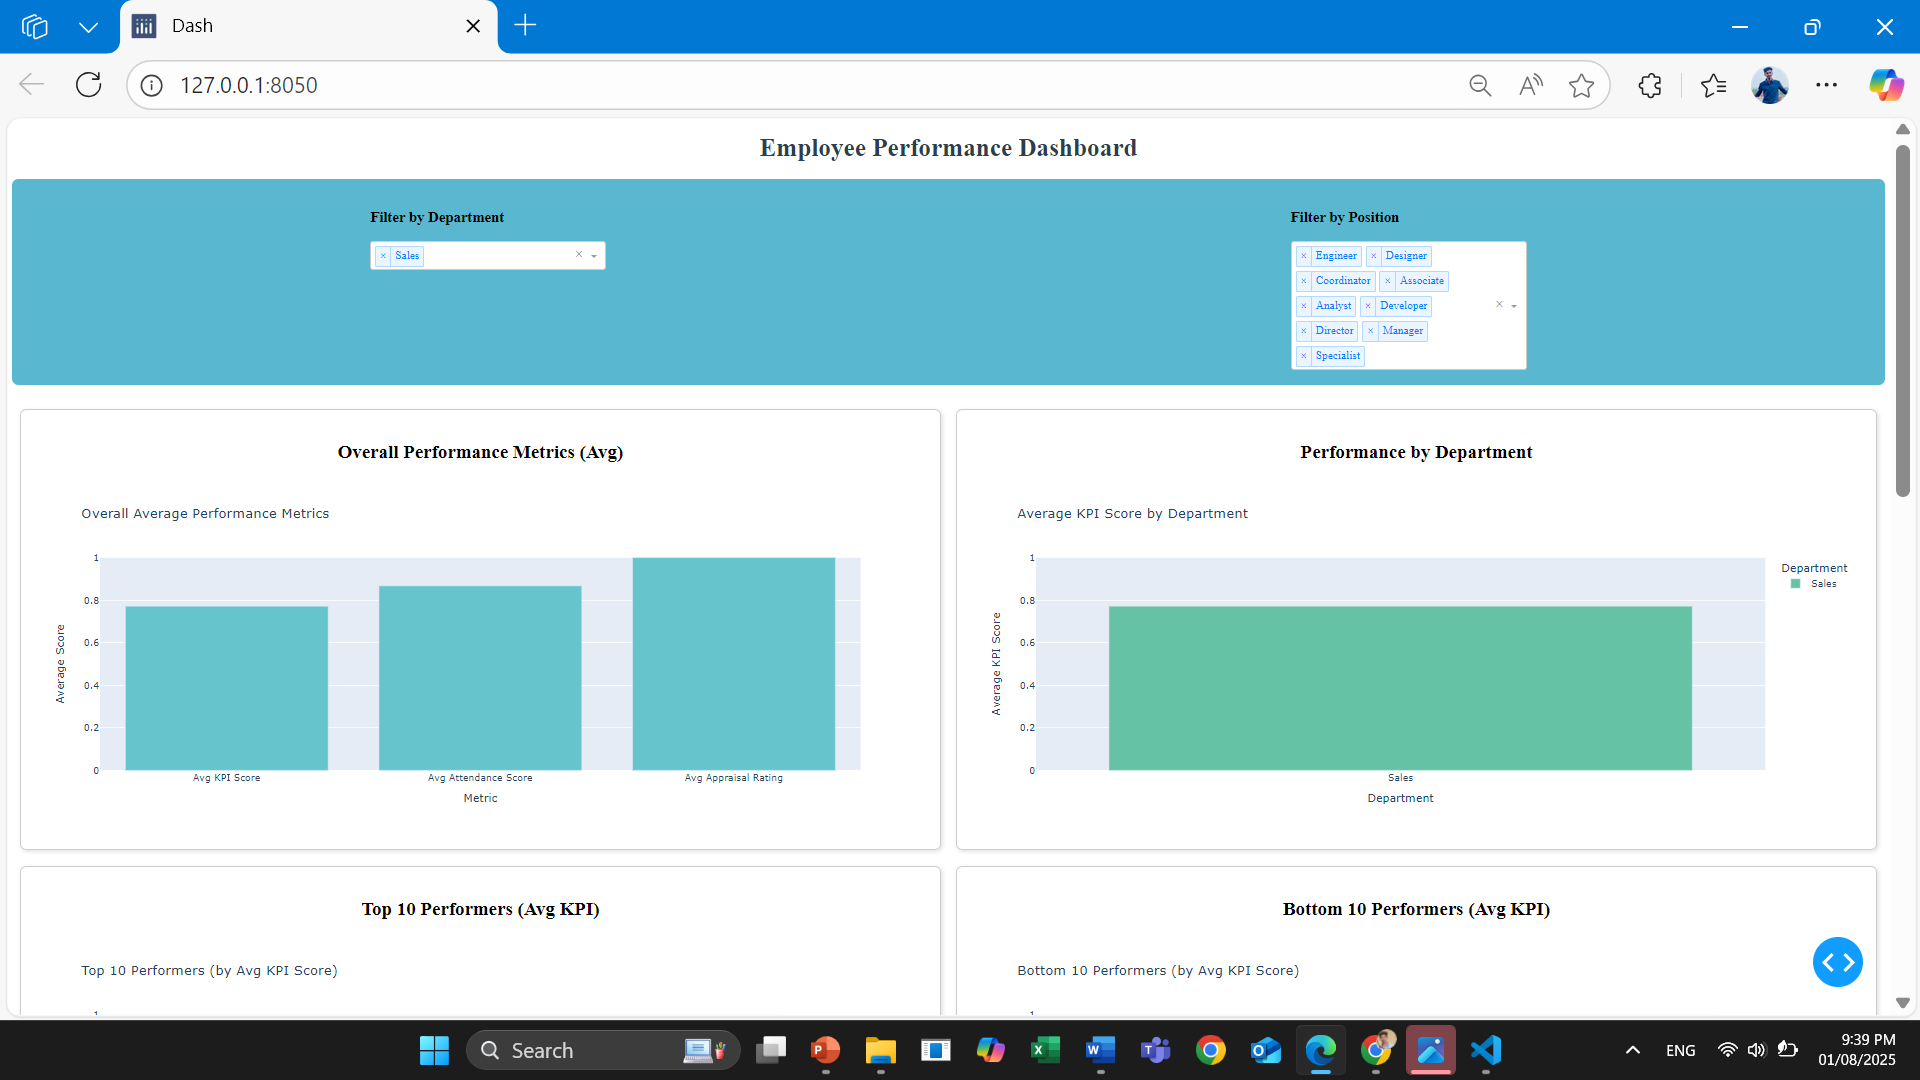 Dash
127.0.0.1:8050
Employee Performance Dashboard
Filter by Department
× Sales
×
Filter by Position
× Engineer × Designer
× Coordinator × Associate
× Analyst × Developer
×
× Director × Manager
× Specialist
Overall Performance Metrics (Avg)
Overall Average Performance Metrics
Average Score
1
0.8
0.6
0.4
0.2
0
Avg KPI Score Avg Attendance Score Avg Appraisal Rating
Metric
Performance by Department
Average KPI Score by Department
Average KPI Score
1
0.8
0.6
0.4
0.2
0
Sales
Department
Department
Sales
Top 10 Performers (Avg KPI)
Top 10 Performers (by Avg KPI Score)
1
Bottom 10 Performers (Avg KPI)
Bottom 10 Performers (by Avg KPI Score)
1
Search
ENG
9:39 PM
01/08/2025